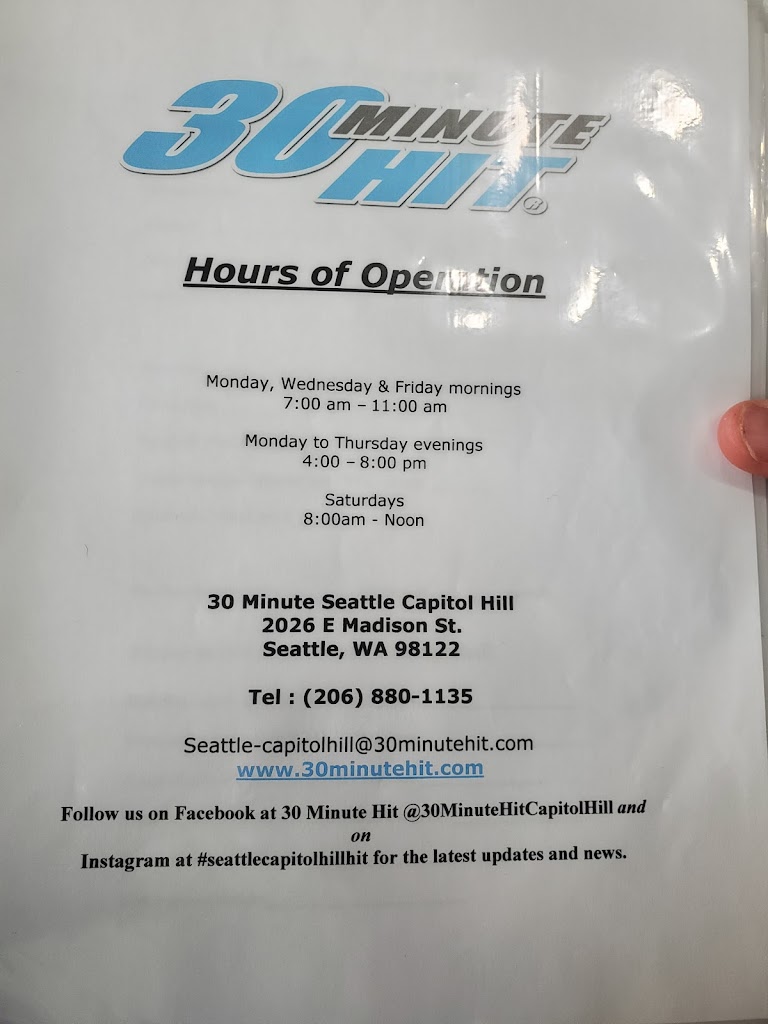 30 MINUTE
HIT®
Hours of Operation
Monday, Wednesday & Friday mornings
7:00 am – 11:00 am
Monday to Thursday evenings
4:00 – 8:00 pm
Saturdays
8:00am - Noon
30 Minute Seattle Capitol Hill
2026 E Madison St.
Seattle, WA 98122
Tel : (206) 880-1135
Seattle-capitolhill@30minutehit.com
www.30minutehit.com
Follow us on Facebook at 30 Minute Hit @30MinuteHitCapitolHill and
on
Instagram at #seattlecapitolhillhit for the latest updates and news.